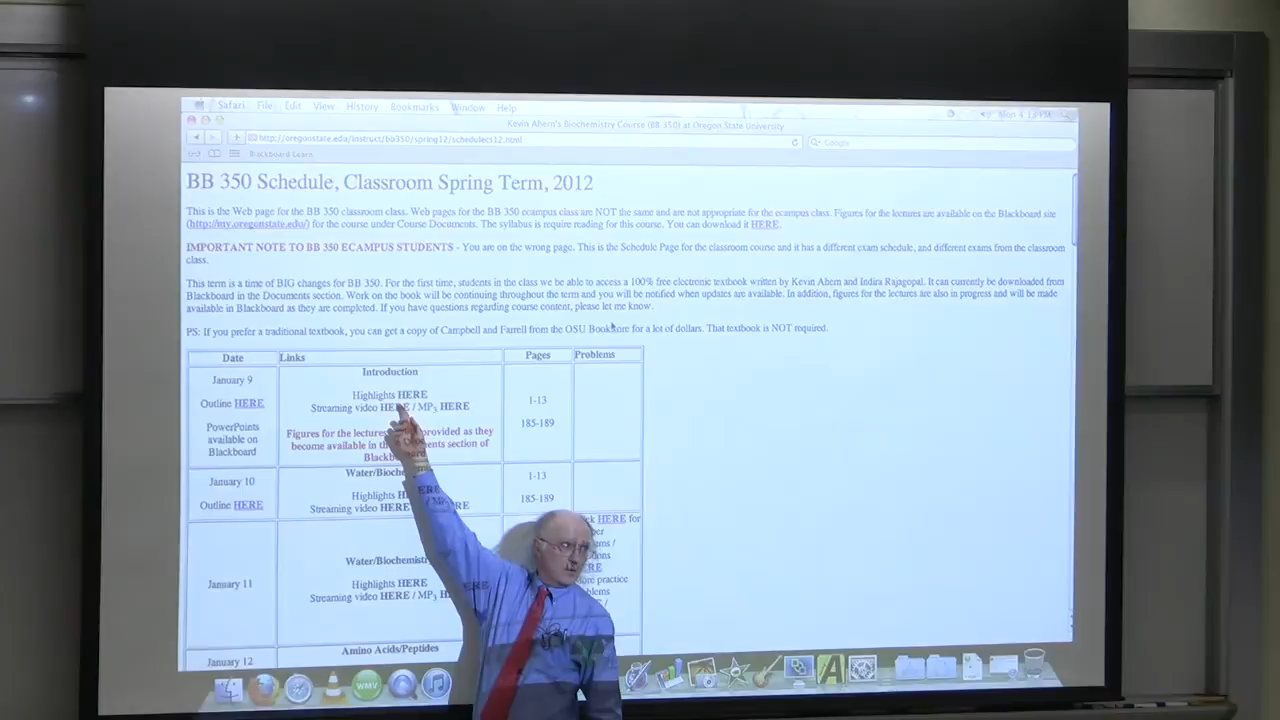 Safari File Edit View History Bookmarks Window Help
Kevin Ahern's Biochemistry Course (BB 350) at Oregon State University
Google
Blackboard Learn
BB 350 Schedule, Classroom Spring Term, 2012
This is the Web page for the BB 350 classroom class. Web pages for the BB 350 ecampus class are NOT the same and are not appropriate for the ecampus class. Figures for the lectures are available on the Blackboard site
(http://my.oregonstate.edu/) for the course under Course Documents. The syllabus is require reading for this course. You can download it HERE.
IMPORTANT NOTE TO BB 350 ECAMPUS STUDENTS - You are on the wrong page. This is the Schedule Page for the classroom course and it has a different exam schedule, and different exams from the classroom
class.
This term is a time of BIG changes for BB 350. For the first time, students in the class we be able to access a 100% free electronic textbook written by Kevin Ahern and Indira Rajagopal. It can currently be downloaded from
Blackboard in the Documents section. Work on the book will be continuing throughout the term and you will be notified when updates are available. In addition, figures for the lectures are also in progress and will be made
available in Blackboard as they are completed. If you have questions regarding course content, please let me know.
PS: If you prefer a traditional textbook, you can get a copy of Campbell and Farrell from the OSU Bookstore for a lot of dollars. That textbook is NOT required.
Date Links Pages Problems
January 9
Outline HERE
PowerPoints
available on
Blackboard
Introduction
Highlights HERE
Streaming video HERE / MP3 HERE
Figures for the lectures provided as they
become available in section of
1-13
185-189
January 10
Outline HERE
Highlights HERE
Streaming video HERE
1-13
185-189
January 11
Highlights HERE
Streaming video HERE / MP3
HERE for
more practice
January 12
Amino Acids/Peptides
WMV